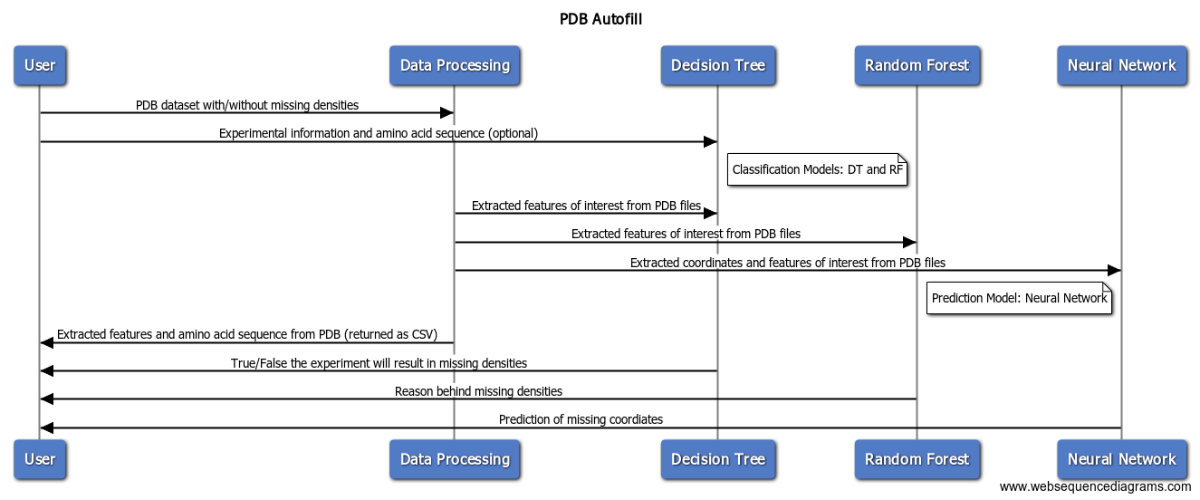 PDB Autofill
User
Data Processing
Decision Tree
Random Forest
Neural Network
PDB dataset with/without missing densities
Experimental information and amino acid sequence (optional)
Classification Models: DT and RF
Extracted features of interest from PDB files
Extracted features of interest from PDB files
Extracted coordinates and features of interest from PDB files
Prediction Model: Neural Network
Extracted features and amino acid sequence from PDB (returned as CSV)
True/False the experiment will result in missing densities
Reason behind missing densities
Prediction of missing coordiates
User
Data Processing
Decision Tree
Random Forest
Neural Network
www.websequencediagrams.com